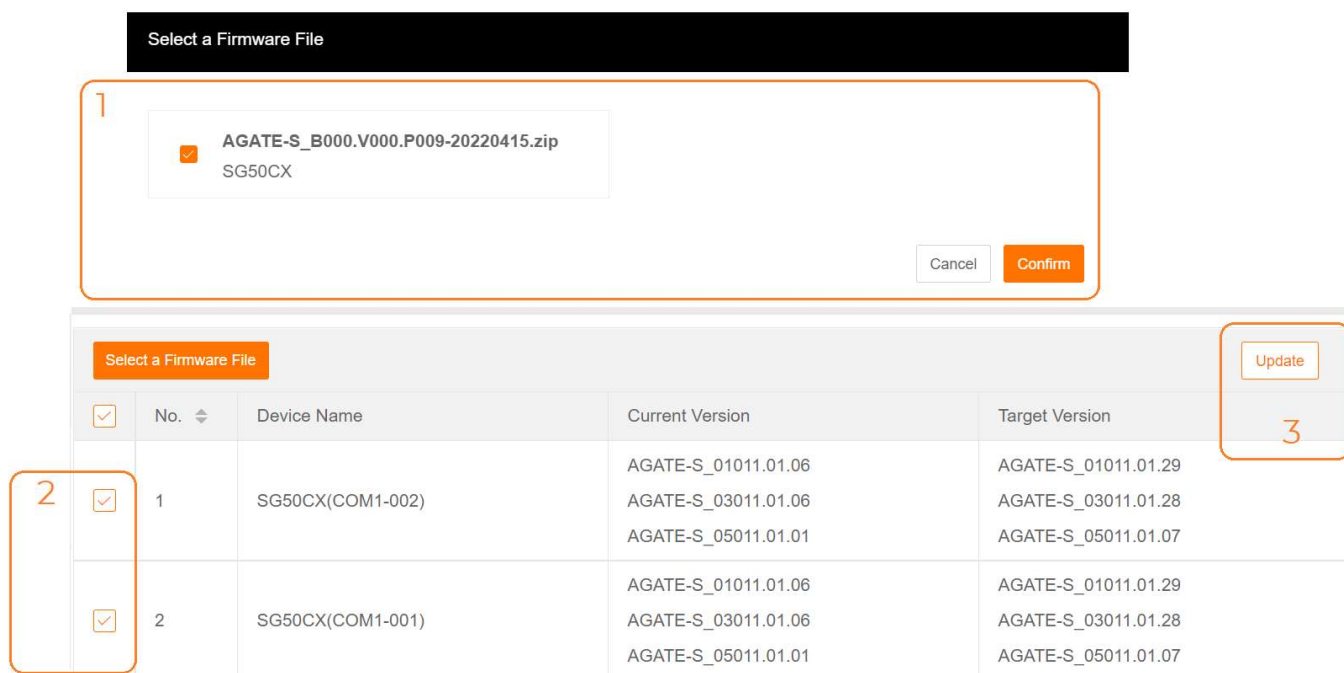 Select a Firmware File
1
AGATE-S_B000.V000.P009-20220415.zip
SG50CX
Cancel Confirm
Select a Firmware File Update
No. Device Name Current Version Target Version
3
2
1 SG50CX(COM1-002)
AGATE-S_01011.01.06 AGATE-S_01011.01.29
AGATE-S_03011.01.06 AGATE-S_03011.01.28
AGATE-S_05011.01.01 AGATE-S_05011.01.07
2 SG50CX(COM1-001)
AGATE-S_01011.01.06 AGATE-S_01011.01.29
AGATE-S_03011.01.06 AGATE-S_03011.01.28
AGATE-S_05011.01.01 AGATE-S_05011.01.07